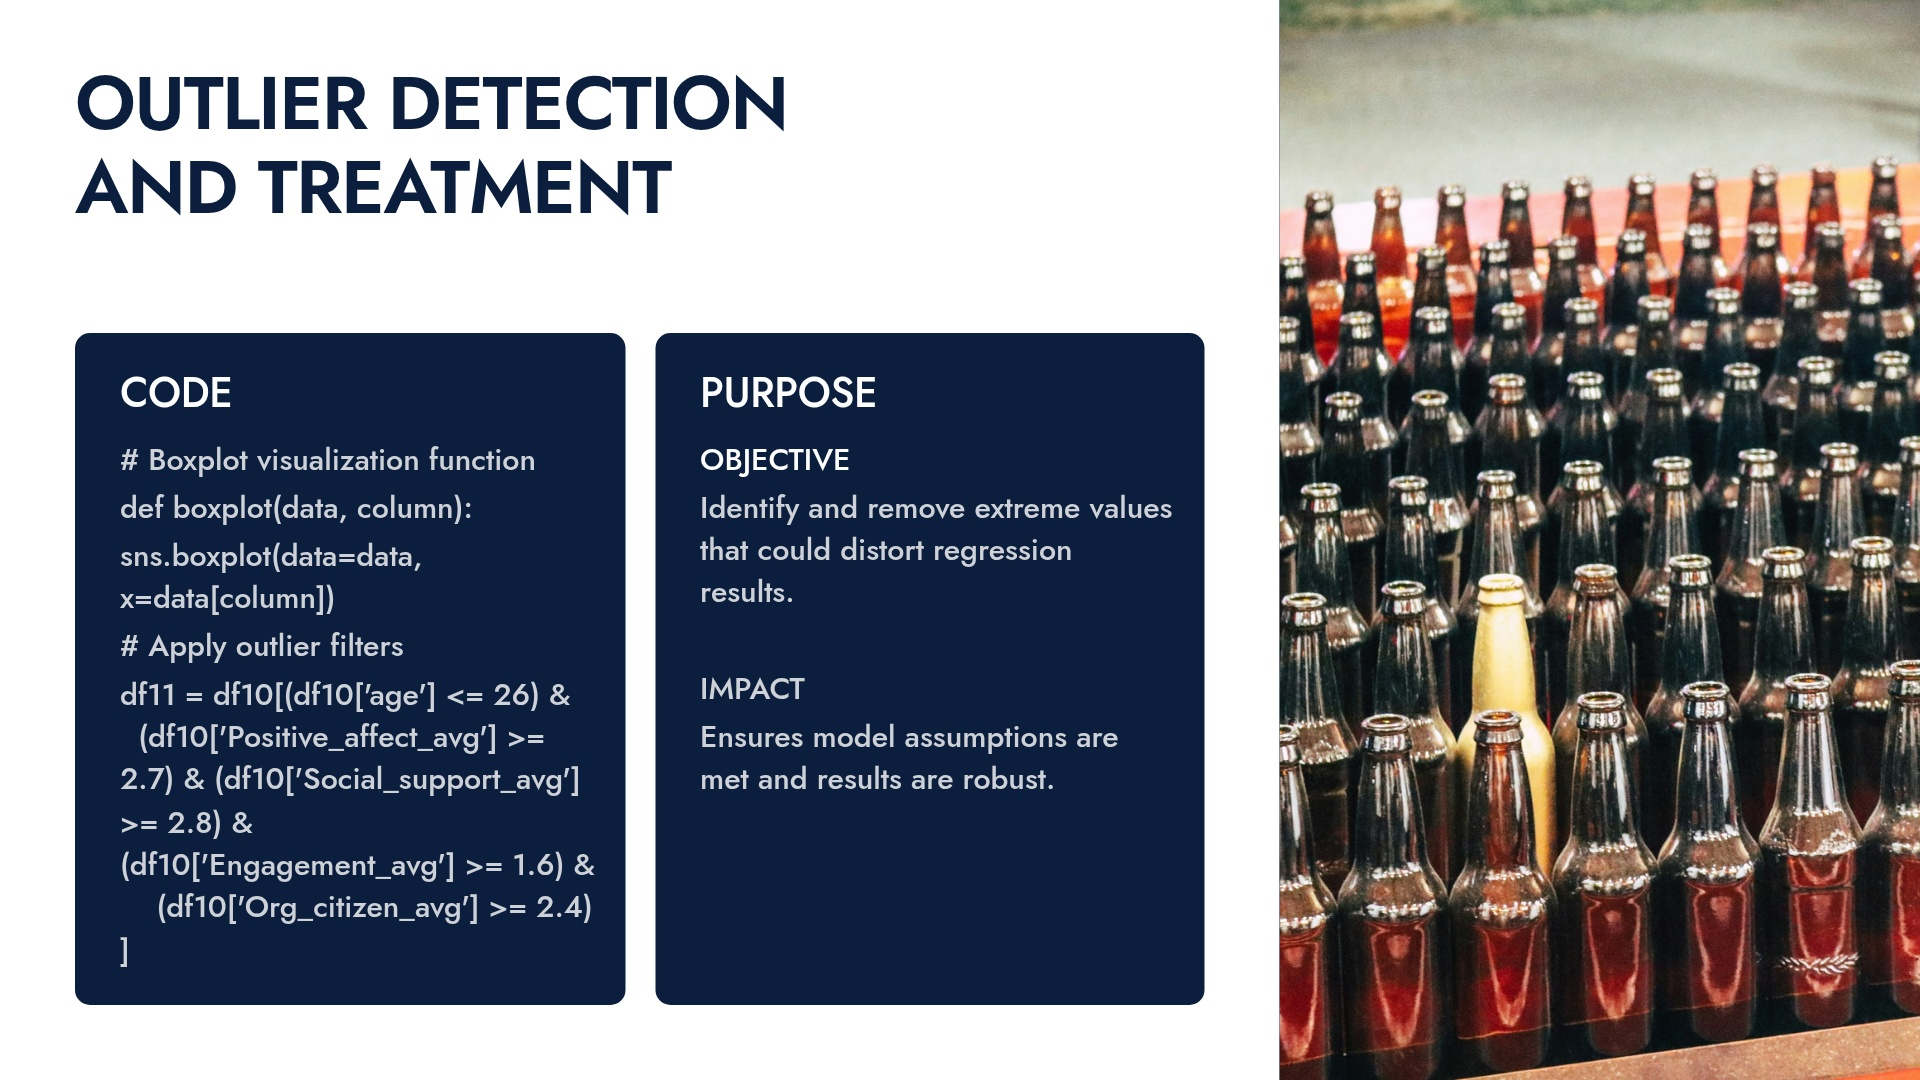 OUTLIER DETECTION
AND TREATMENT
CODE
# Boxplot visualization function
def boxplot(data, column):
sns.boxplot(data=data,
x=data[column])
# Apply outlier filters
df11 = df10[(df10['age'] <= 26) &
(df10['Positive_affect_avg'] >=
2.7) & (df10['Social_support_avg']
>= 2.8) &
(df10['Engagement_avg'] >= 1.6) &
(df10['Org_citizen_avg'] >= 2.4)
]
PURPOSE
OBJECTIVE
Identify and remove extreme values
that could distort regression
results.
IMPACT
Ensures model assumptions are
met and results are robust.